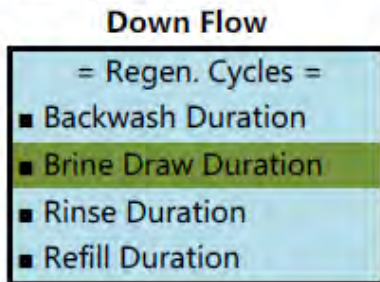 Down Flow
= Regen. Cycles =
■ Backwash Duration
■ Brine Draw Duration
■ Rinse Duration
■ Refill Duration